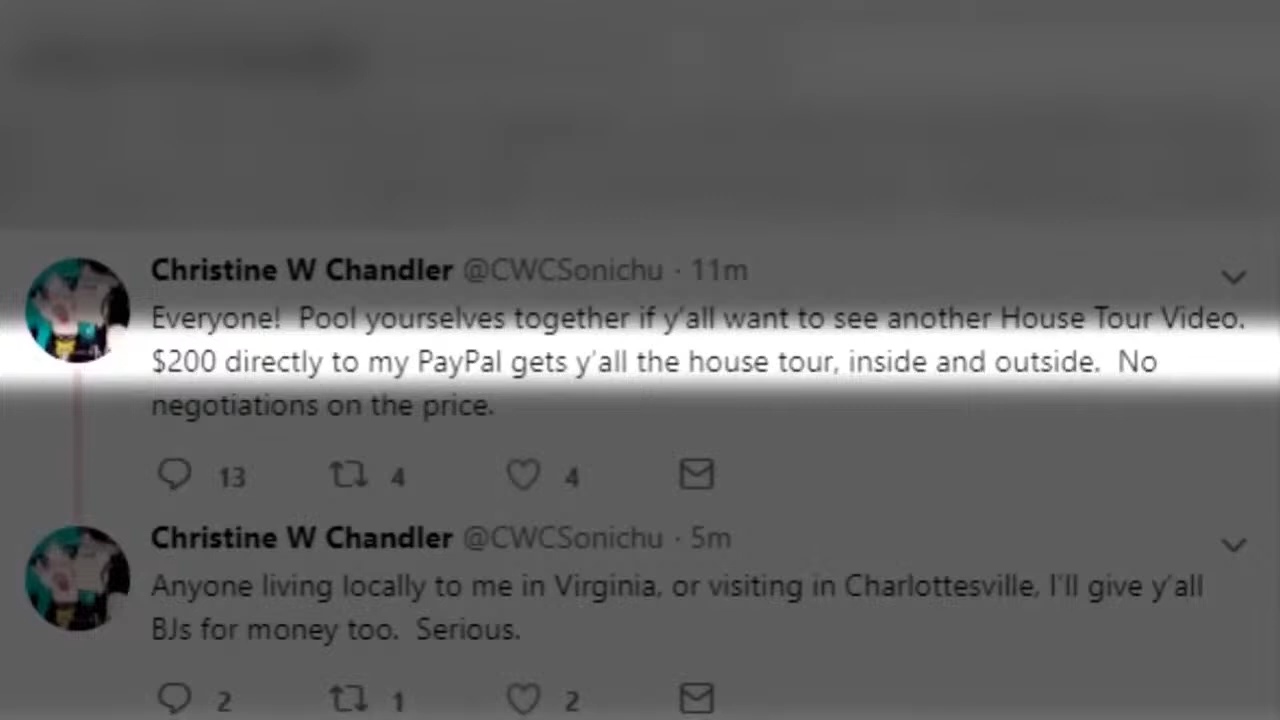 Christine W Chandler @CWCSonichu · 11m
Everyone!  Pool yourselves together if y'all want to see another House Tour Video.
$200 directly to my PayPal gets y'all the house tour, inside and outside.  No
negotiations on the price.
13 4 4
Christine W Chandler @CWCSonichu · 5m
Anyone living locally to me in Virginia, or visiting in Charlottesville, I'll give y'all
BJs for money too.  Serious.
2 1 2